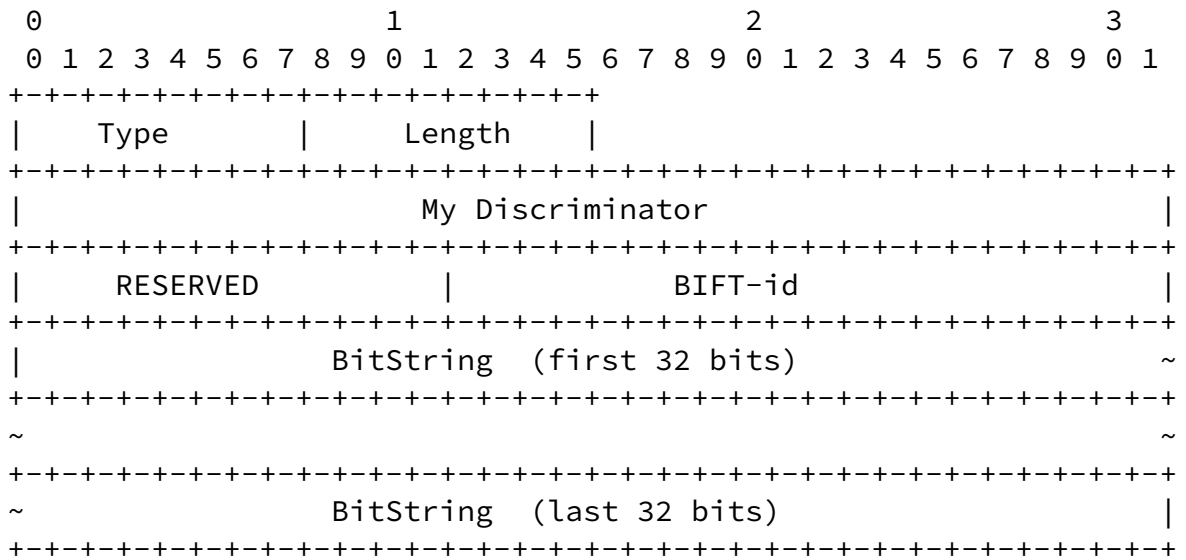 0                   1                   2                   3
 0 1 2 3 4 5 6 7 8 9 0 1 2 3 4 5 6 7 8 9 0 1 2 3 4 5 6 7 8 9 0 1
+-+-+-+-+-+-+-+-+-+-+-+-+-+-+-+-+
|    Type       |     Length    |
+-+-+-+-+-+-+-+-+-+-+-+-+-+-+-+-+-+-+-+-+-+-+-+-+-+-+-+-+-+-+-+-+
|                      My Discriminator                         |
+-+-+-+-+-+-+-+-+-+-+-+-+-+-+-+-+-+-+-+-+-+-+-+-+-+-+-+-+-+-+-+-+
|     RESERVED          |            BIFT-id                    |
+-+-+-+-+-+-+-+-+-+-+-+-+-+-+-+-+-+-+-+-+-+-+-+-+-+-+-+-+-+-+-+-+
|                 BitString  (first 32 bits)                    ~
+-+-+-+-+-+-+-+-+-+-+-+-+-+-+-+-+-+-+-+-+-+-+-+-+-+-+-+-+-+-+-+-+
~                                                               ~
+-+-+-+-+-+-+-+-+-+-+-+-+-+-+-+-+-+-+-+-+-+-+-+-+-+-+-+-+-+-+-+-+
~                 BitString  (last 32 bits)                     |
+-+-+-+-+-+-+-+-+-+-+-+-+-+-+-+-+-+-+-+-+-+-+-+-+-+-+-+-+-+-+-+-+